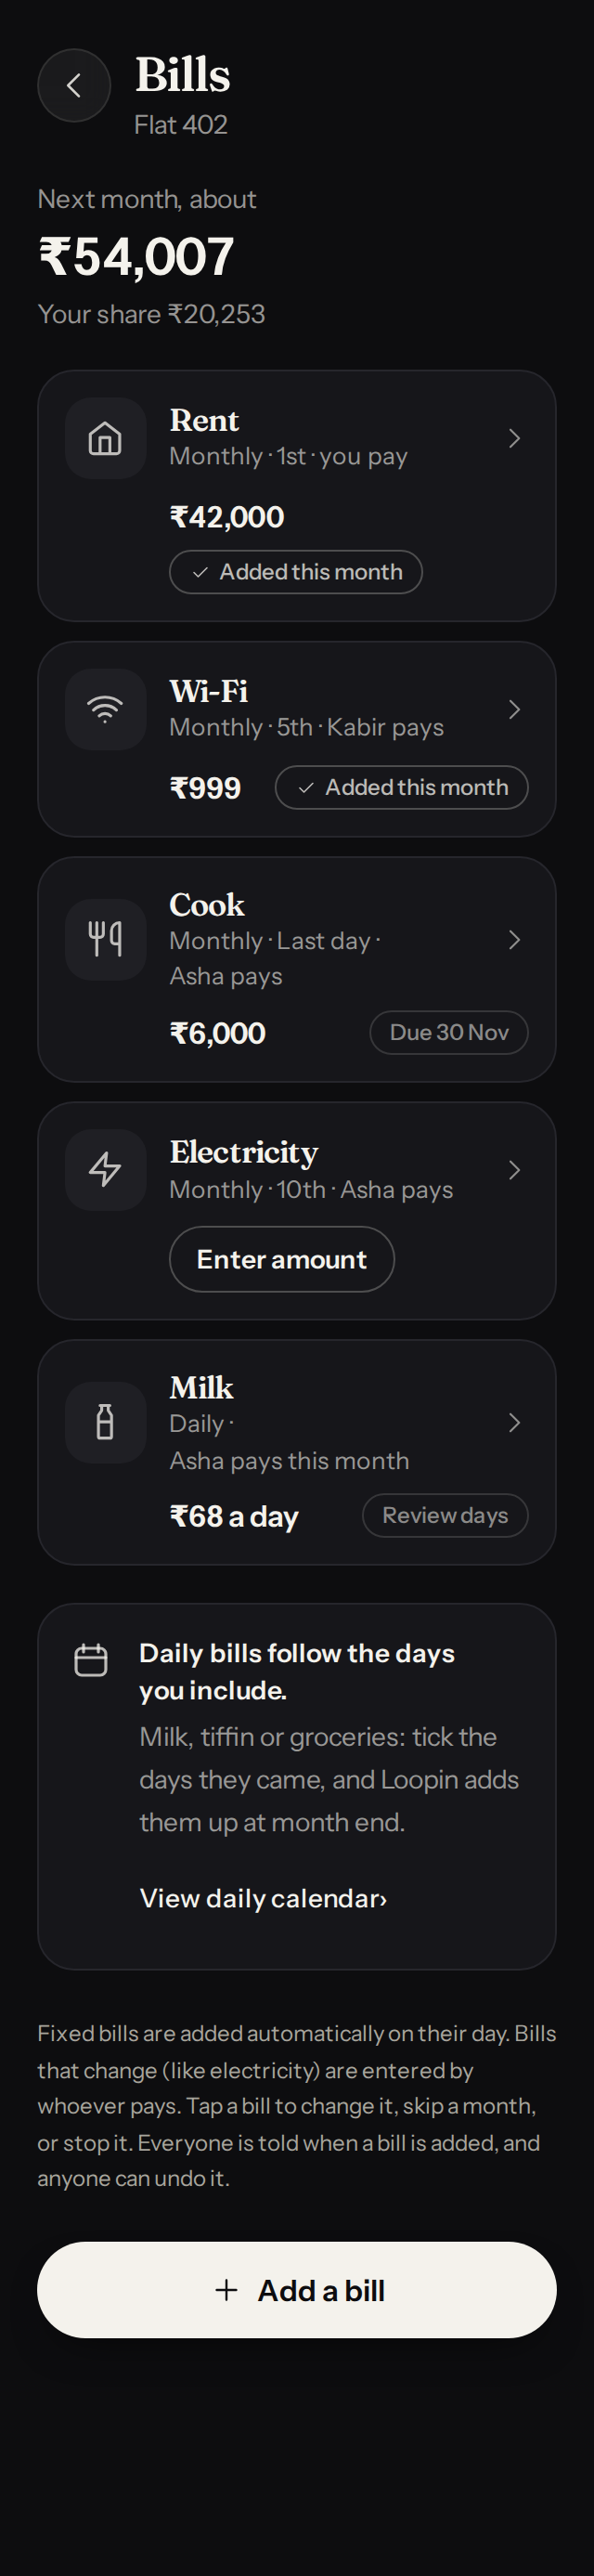 Bills
Flat 402
Next month, about
₹54,007
Your share ₹20,253
Rent
Monthly · 1st · you pay
₹42,000
Added this month
Wi-Fi
Monthly · 5th · Kabir pays
₹999
Added this month
Cook
Monthly · Last day ·
Asha pays
₹6,000
Due 30 Nov
Electricity
Monthly · 10th · Asha pays
Enter amount
Milk
Daily ·
Asha pays this month
₹68 a day
Review days
Daily bills follow the days
you include.
Milk, tiffin or groceries: tick the
days they came, and Loopin adds
them up at month end.
View daily calendar›
Fixed bills are added automatically on their day. Bills
that change (like electricity) are entered by
whoever pays. Tap a bill to change it, skip a month,
or stop it. Everyone is told when a bill is added, and
anyone can undo it.
Add a bill